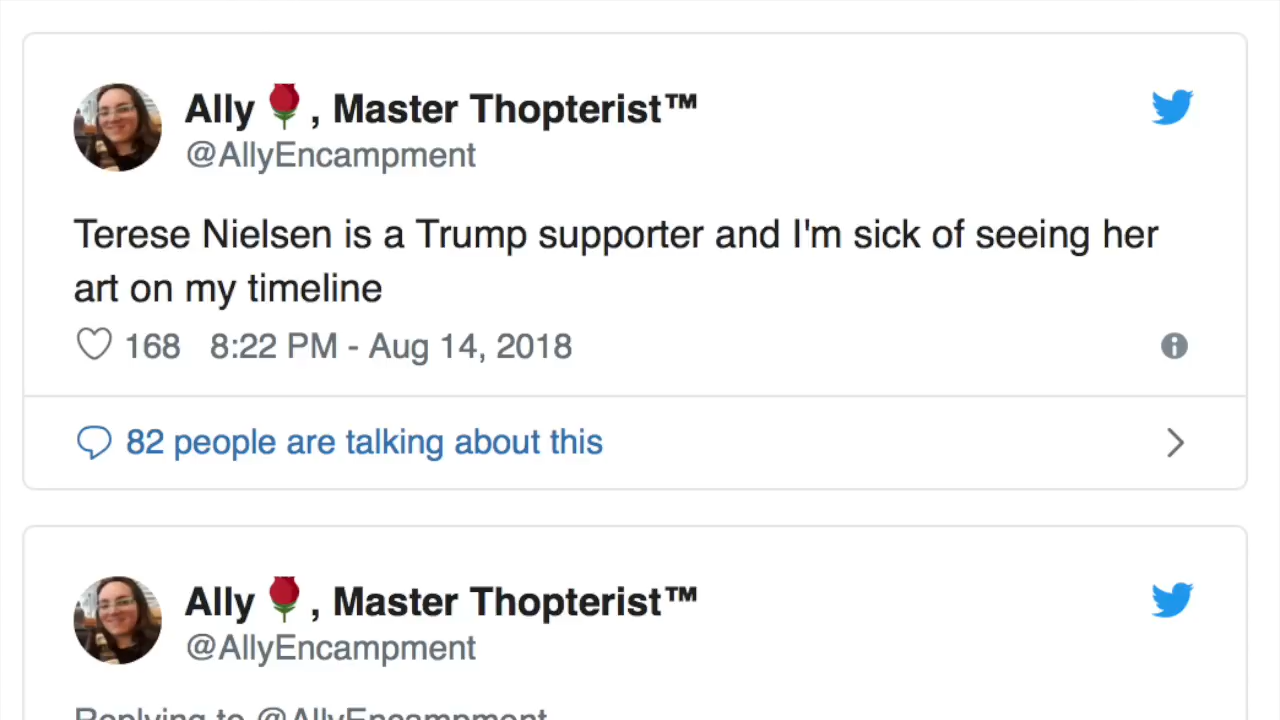 Ally🌹, Master Thopterist™
@AllyEncampment
Terese Nielsen is a Trump supporter and I'm sick of seeing her
art on my timeline
168 8:22 PM - Aug 14, 2018
82 people are talking about this
Ally🌹, Master Thopterist™
@AllyEncampment
Replying to @AllyEncampment